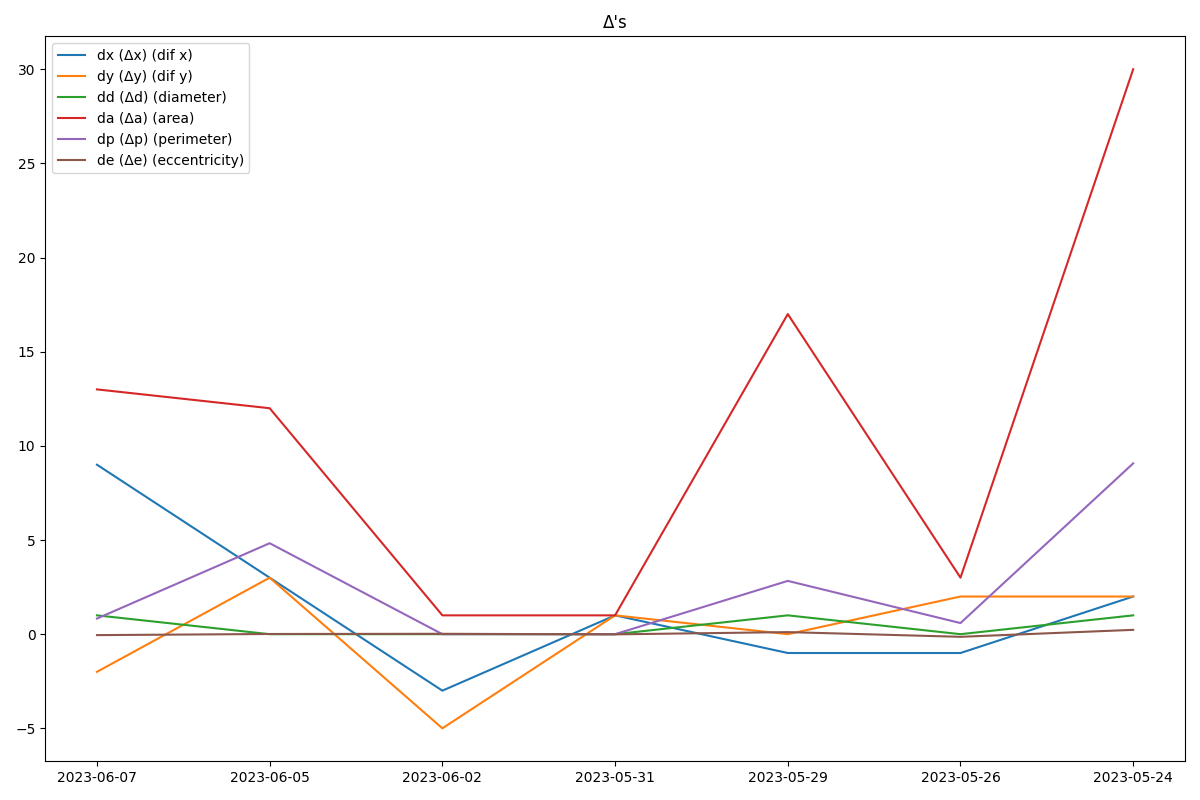 Δ's
dx (Δx) (dif x)
dy (Δy) (dif y)
dd (Δd) (diameter)
da (Δa) (area)
dp (Δp) (perimeter)
de (Δe) (eccentricity)
30
25
20
15
10
5
0
−5
2023-06-07 2023-06-05 2023-06-02 2023-05-31 2023-05-29 2023-05-26 2023-05-24